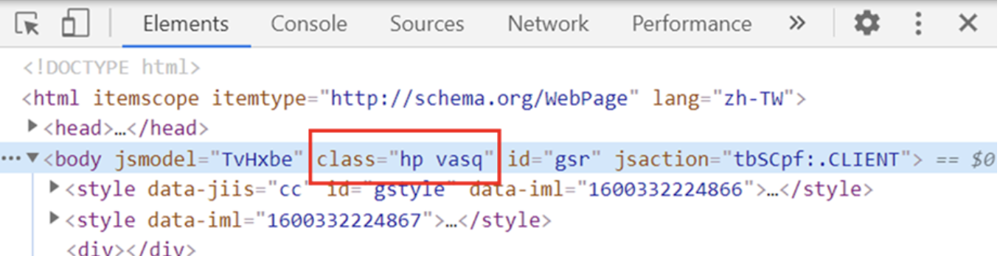 Elements Console Sources Network Performance »
<!DOCTYPE html>
<html itemscope itemtype="http://schema.org/WebPage" lang="zh-TW">
<head>…</head>
<body jsmodel="TvHxbe" class="hp vasq" id="gsr" jsaction="tbSCpf:.CLIENT"> == $0
<style data-jiis="cc" id="gstyle" data-iml="1600332224866">…</style>
<style data-iml="1600332224867">…</style>
<div></div>